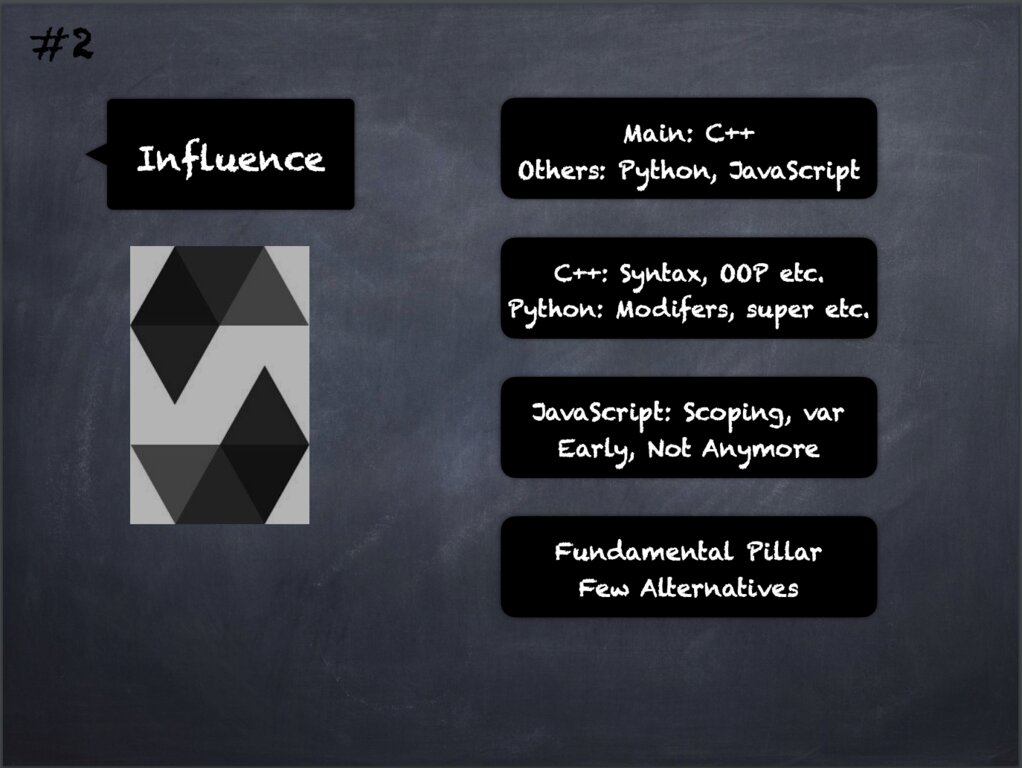 #2
Influence
Main: C++
Others: Python, JavaScript
C++: Syntax, OOP etc.
Python: Modifers, super etc.
JavaScript: Scoping, var
Early, Not Anymore
Fundamental Pillar
Few Alternatives